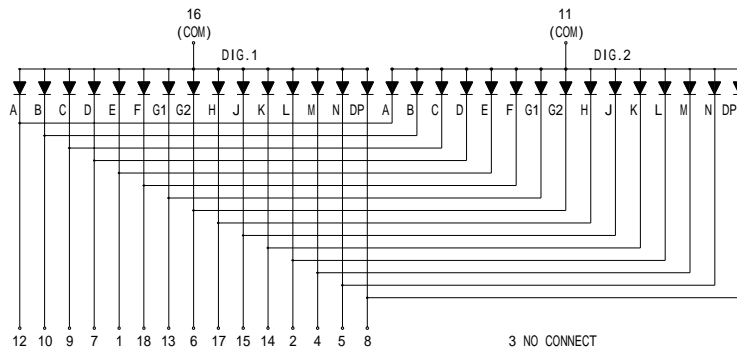 16 11
(COM) (COM)
DIG.1 DIG.2
A B C D E F G1 G2 H J K L M N DP A B C D E F G1 G2 H J K L M N DP
12 10 9 7 1 18 13 6 17 15 14 2 4 5 8 3 NO CONNECT